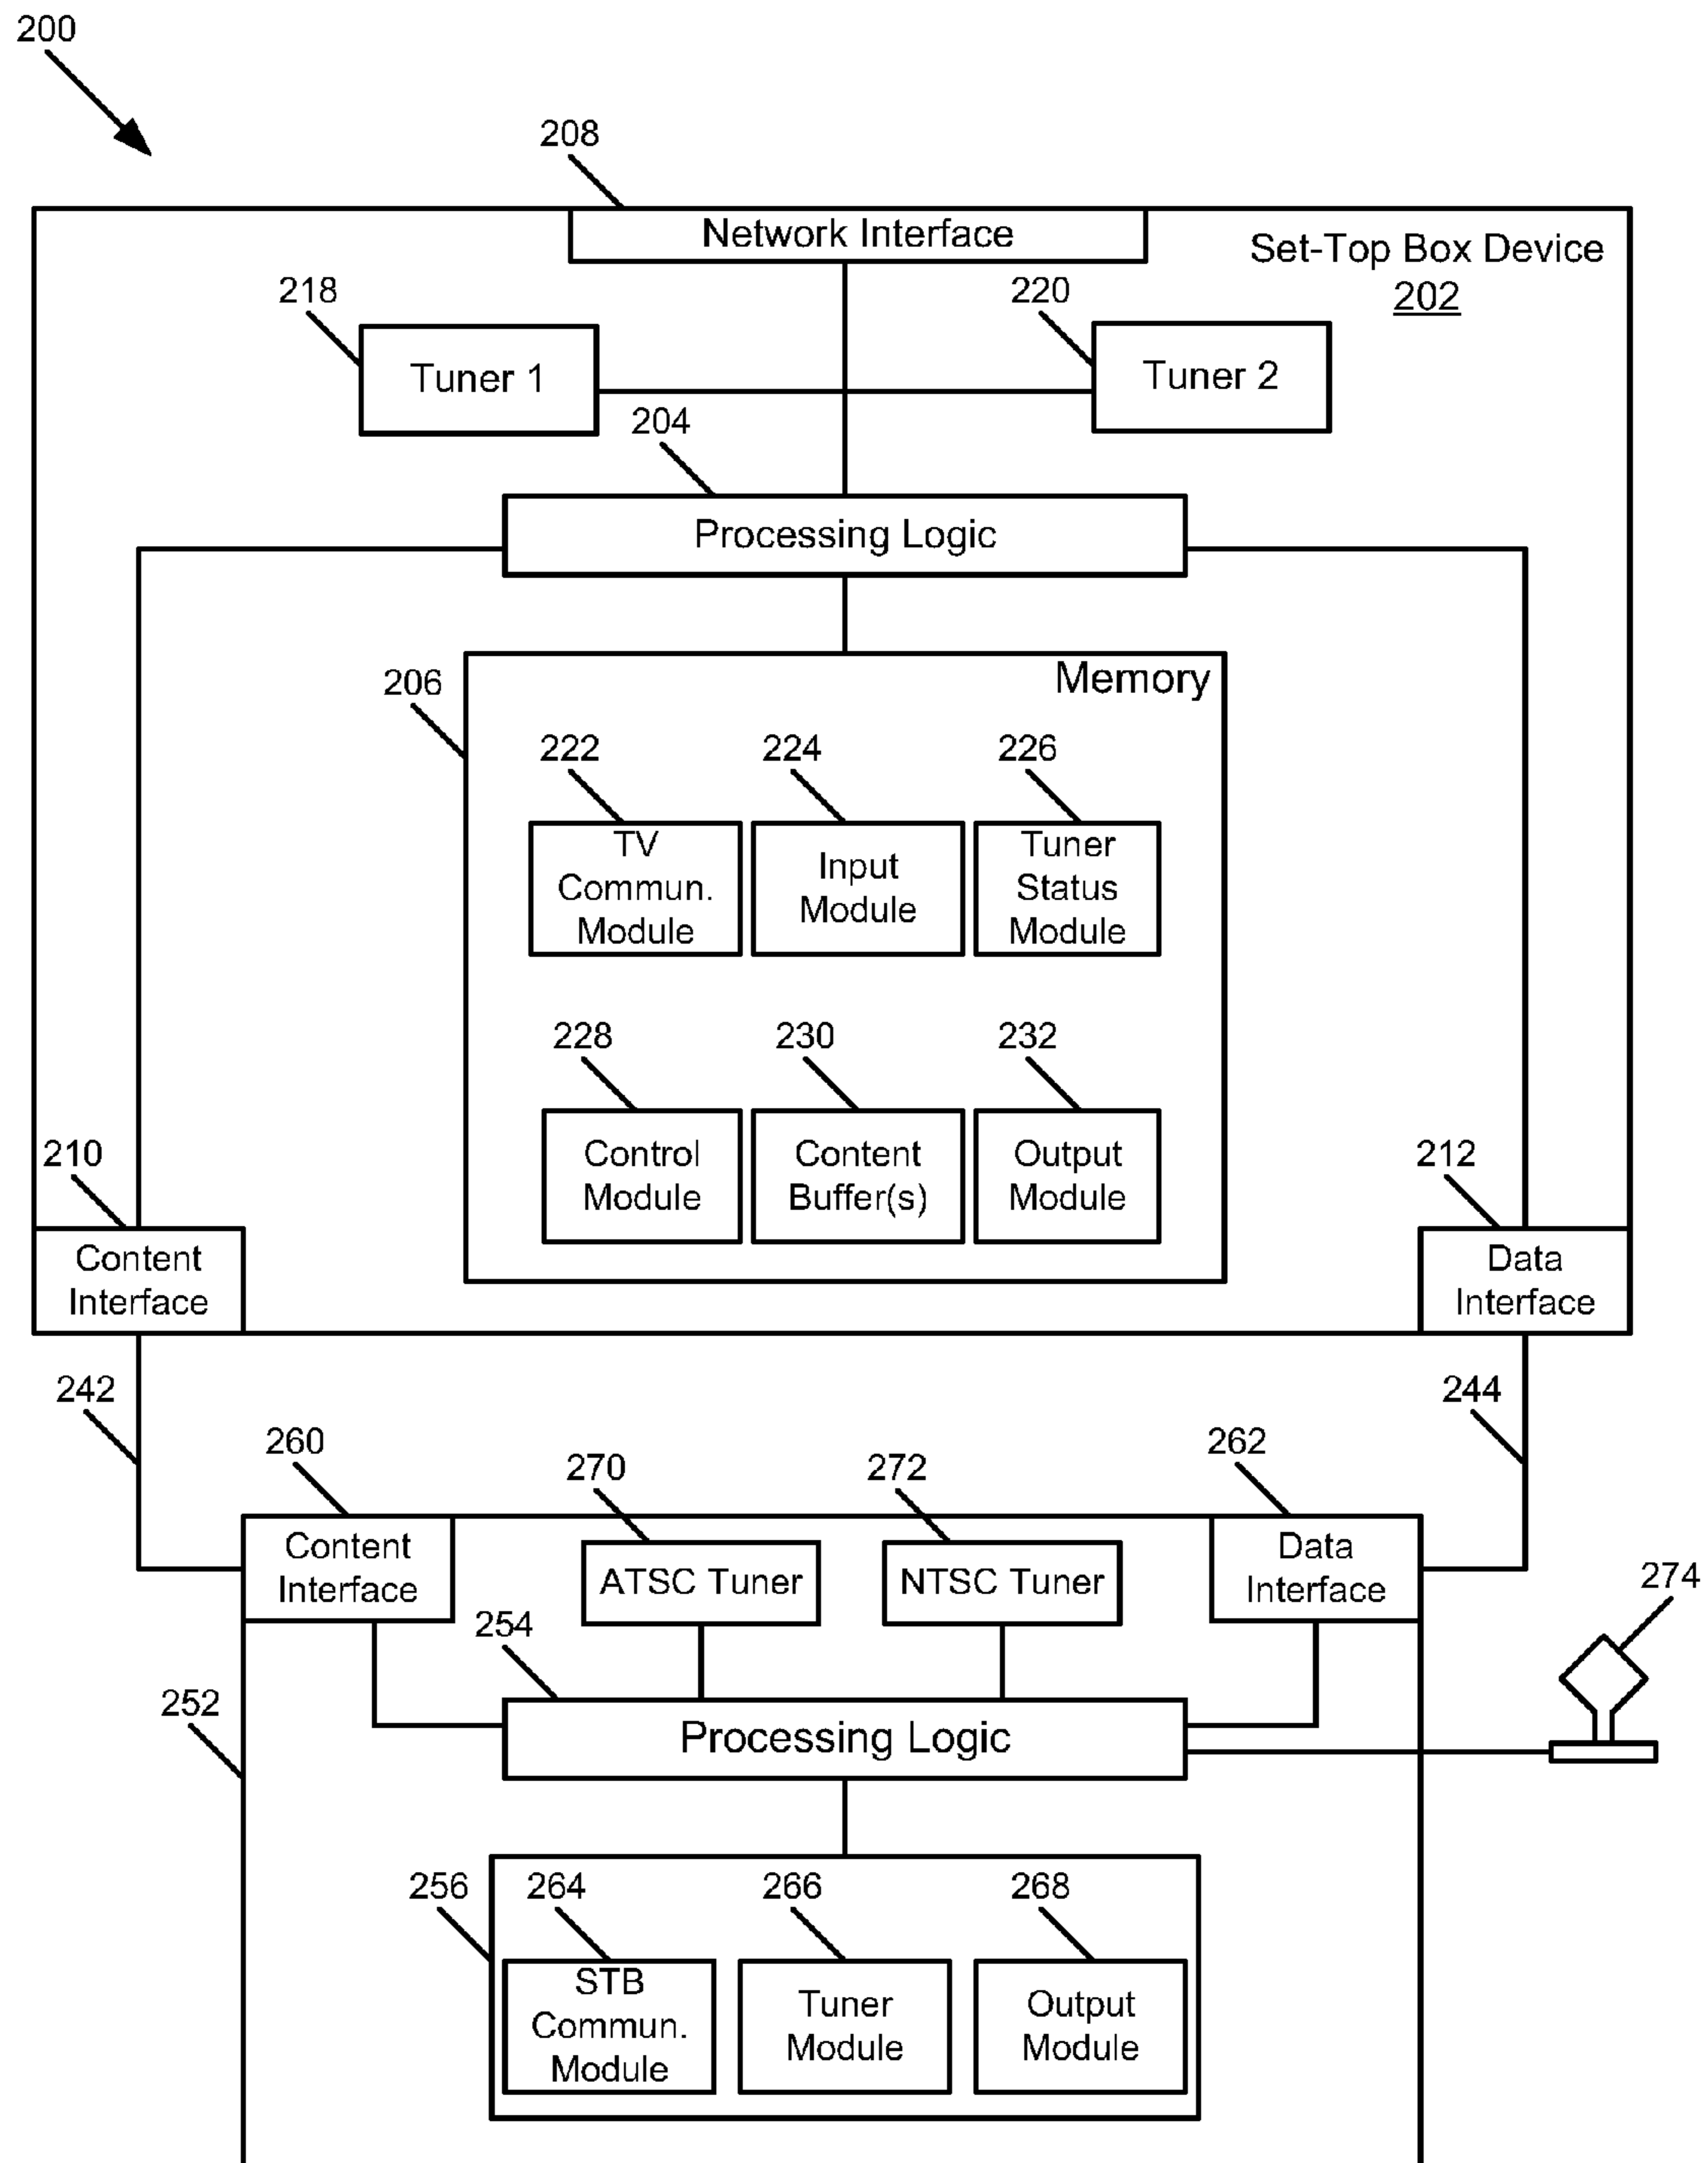 200
208
Network Interface
Set-Top Box Device
202
218
220
Tuner 1
Tuner 2
204
Processing Logic
206
Memory
222
224
226
TV
Commun.
Module
Input
Module
Tuner
Status
Module
228
230
232
Control
Module
Content
Buffer(s)
Output
Module
210
212
Content
Interface
Data
Interface
242
244
260
270
272
262
Content
Interface
ATSC Tuner
NTSC Tuner
Data
Interface
274
254
252
Processing Logic
256
264
266
268
STB
Commun.
Module
Tuner
Module
Output
Module